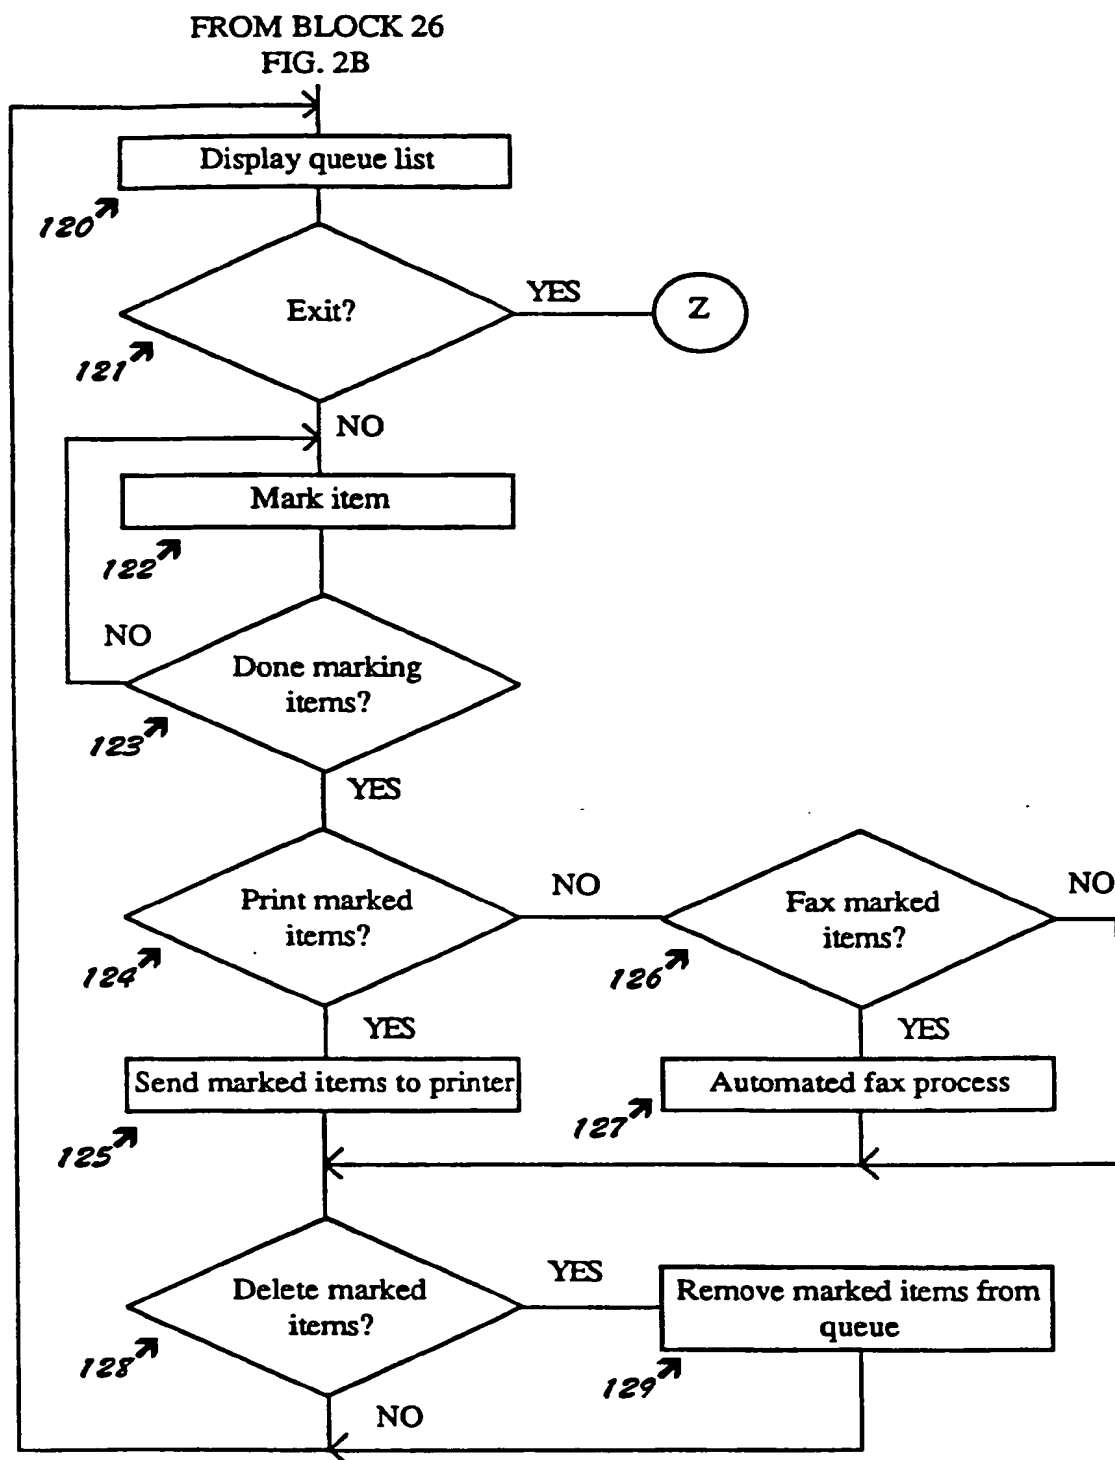 FROM BLOCK 26
FIG. 2B
Display queue list
120
Exit?
YES
Z
121
NO
Mark item
122
NO
Done marking
items?
123
YES
Print marked
items?
NO
Fax marked
items?
NO
124
126
YES
YES
Send marked items to printer
Automated fax process
125
127
Delete marked
items?
YES
Remove marked items from
queue
128
129
NO